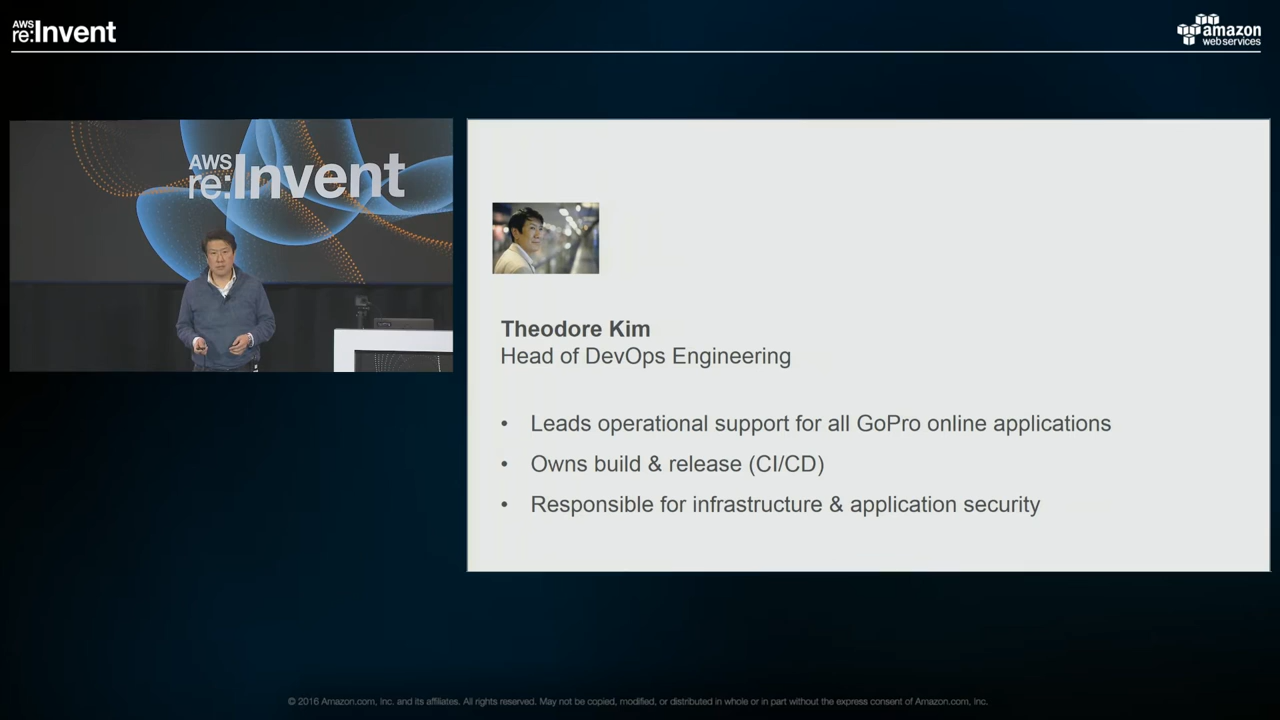 AWS
re:Invent
amazon
web services
AWS
re:Invent
Theodore Kim
Head of DevOps Engineering
• Leads operational support for all GoPro online applications
• Owns build & release (CI/CD)
• Responsible for infrastructure & application security
© 2016 Amazon.com, Inc. and its affiliates. All rights reserved. May not be copied, modified, or distributed in whole or in part without the express consent of Amazon.com, Inc.